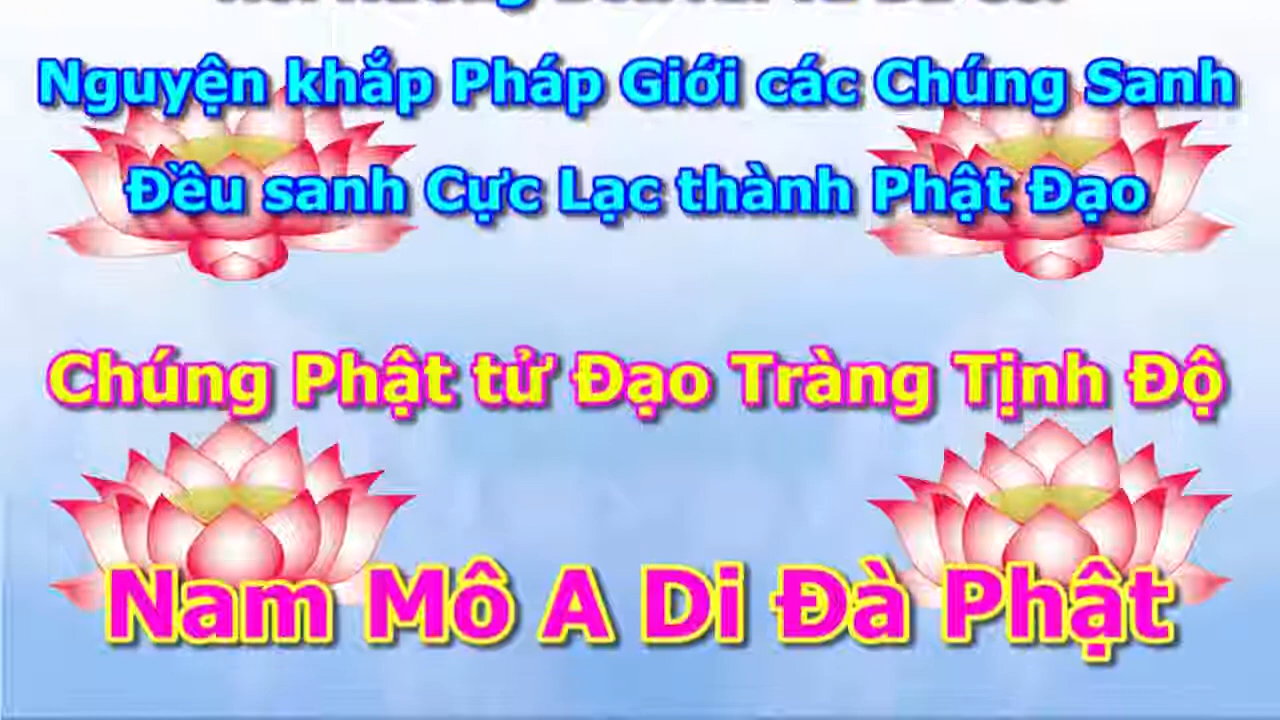 Nguyện khắp Pháp Giới các Chúng Sanh
Đều sanh Cực Lạc thành Phật Đạo
Chúng Phật tử Đạo Tràng Tịnh Độ
Nam Mô A Di Đà Phật